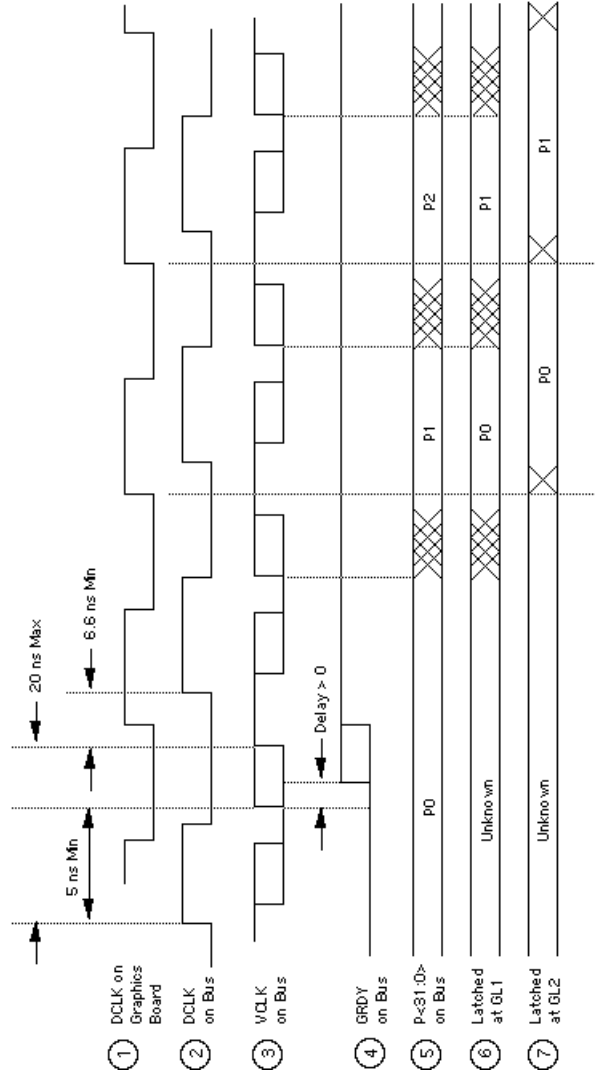 20 ns Max
5 ns Min
6.6 ns Min
1
DCLK on
Graphics
Board
2
DCLK
on Bus
3
VCLK
on Bus
Delay > 0
4
GRDY
on Bus
5
P<31:0>
on Bus
P0
P1
P2
6
Latched
at GL1
Unknown
P0
P1
7
Latched
at GL2
Unknown
P0
P1